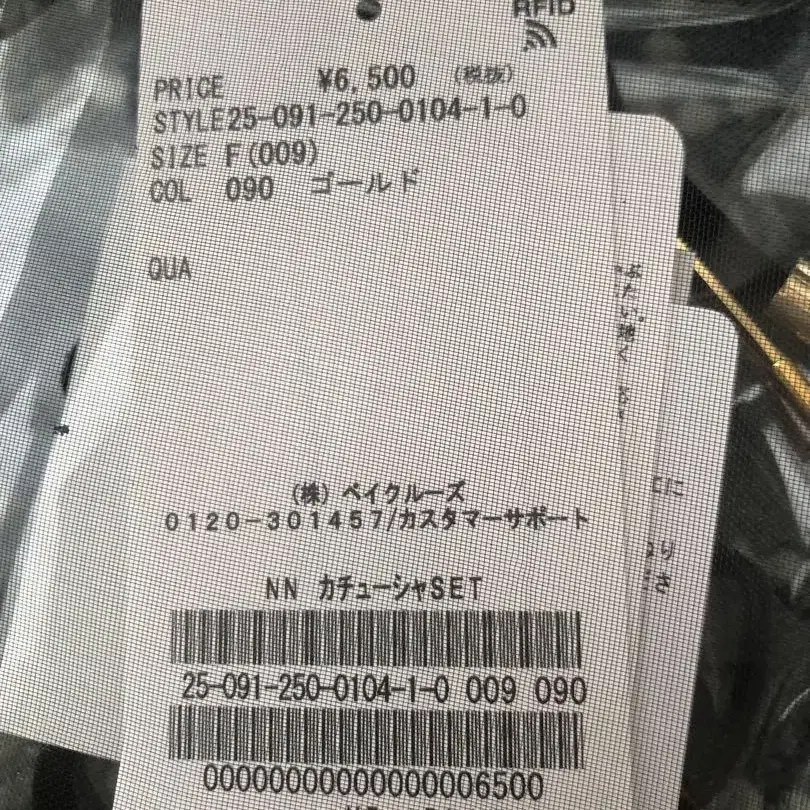 RFID
PRICE ¥6,500 (税抜)
STYLE25-091-250-0104-1-0
SIZE F(009)
COL 090 ゴールド
QUA
(株)ベイクルーズ
0120-301457/カスタマーサポート
NN カチューシャSET
25-091-250-0104-1-0 009 090
00000000000000006500